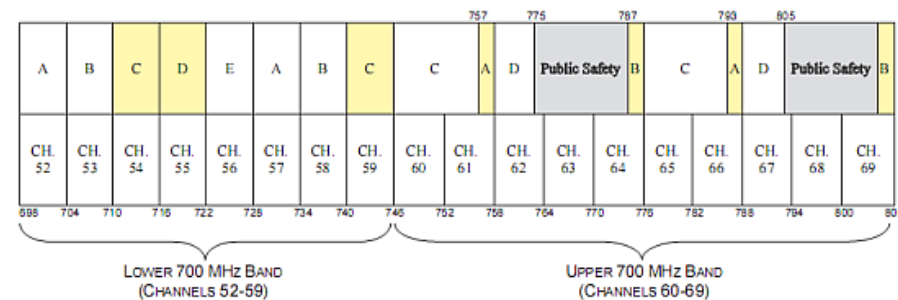 757 775 787 793 805
A B C D E A B C C A D Public Safety B C A D Public Safety B
CH. CH. CH. CH. CH. CH. CH. CH. CH. CH. CH. CH. CH. CH. CH. CH. CH. CH.
52 53 54 55 56 57 58 59 60 61 62 63 64 65 66 67 68 69
698 704 710 716 722 728 734 740 746 752 758 764 770 776 782 788 794 800 80
LOWER 700 MHZ BAND UPPER 700 MHZ BAND
(CHANNELS 52-59) (CHANNELS 60-69)